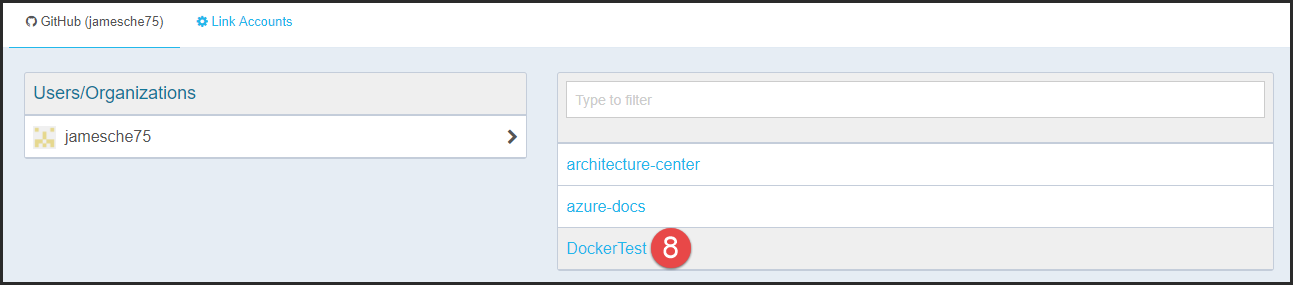 GitHub (jamesche75) Link Accounts
Users/Organizations
jamesche75
Type to filter
architecture-center
azure-docs
DockerTest 8